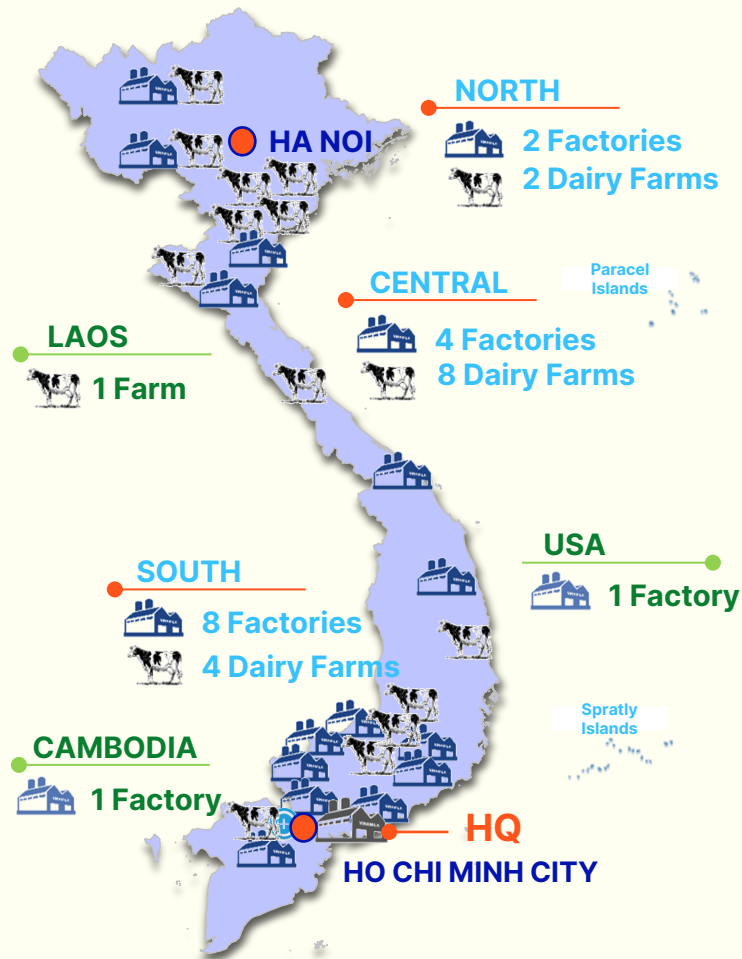 NORTH
HA NOI
2 Factories
2 Dairy Farms
Paracel
Islands
CENTRAL
4 Factories
8 Dairy Farms
LAOS
1 Farm
USA
1 Factory
SOUTH
8 Factories
4 Dairy Farms
Spratly
Islands
CAMBODIA
1 Factory
HQ
HO CHI MINH CITY